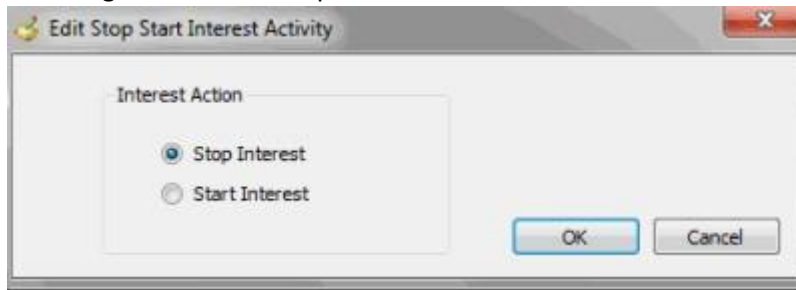 Edit Stop Start Interest Activity
Interest Action
Stop Interest
Start Interest
OK Cancel